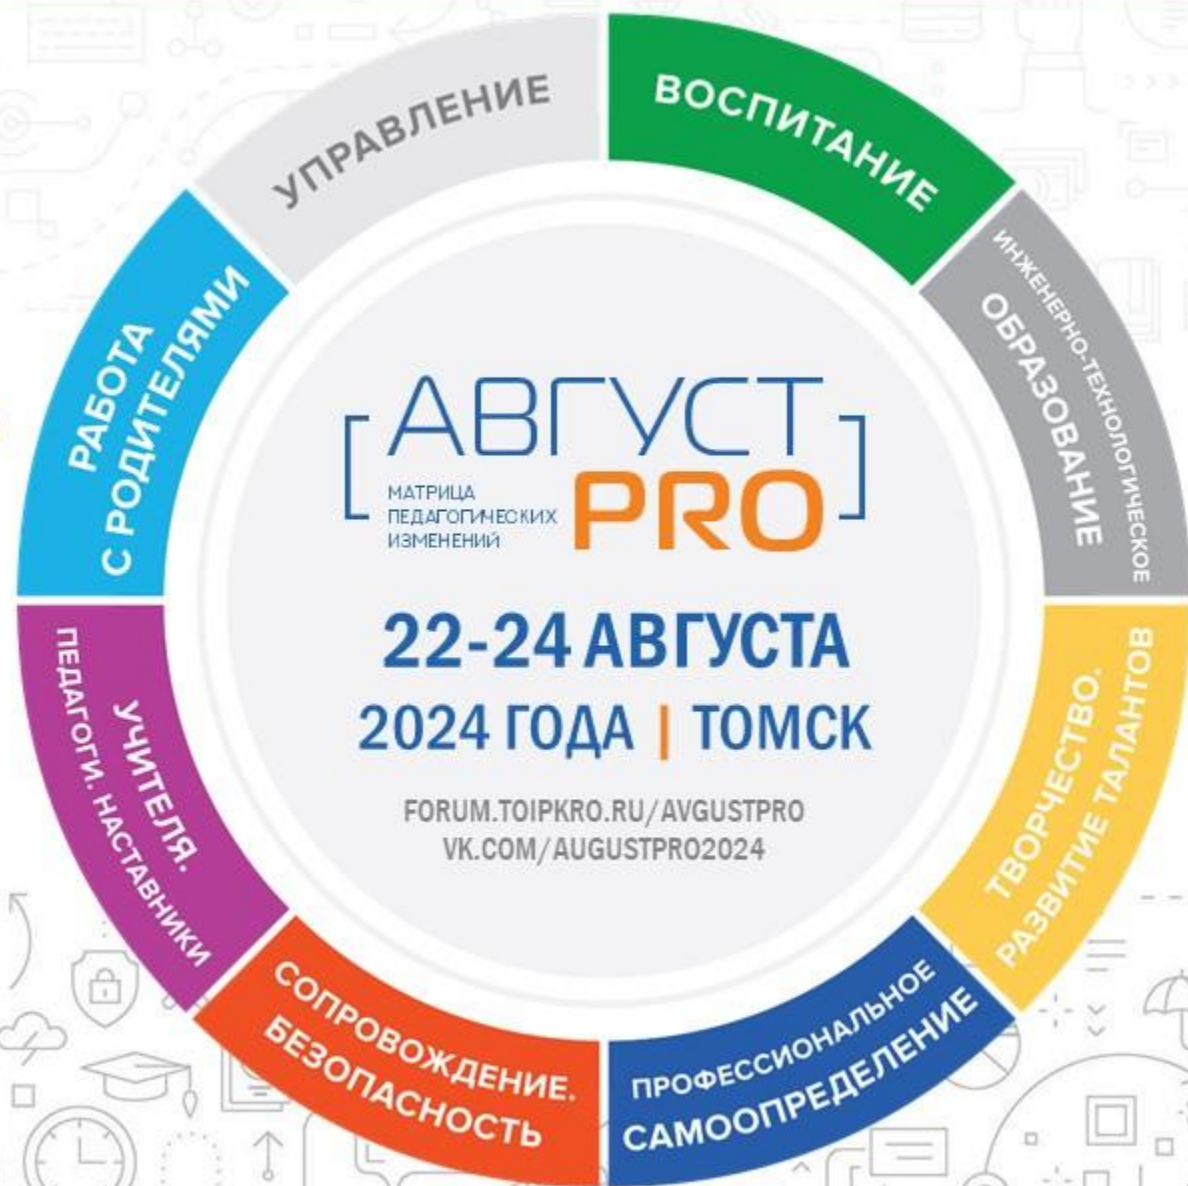 УПРАВЛЕНИЕ
ВОСПИТАНИЕ
ИНЖЕНЕРНО-ТЕХНОЛОГИЧЕСКОЕ
ОБРАЗОВАНИЕ
ТВОРЧЕСТВО.
РАЗВИТИЕ ТАЛАНТОВ
ПРОФЕССИОНАЛЬНОЕ
САМООПРЕДЕЛЕНИЕ
СОПРОВОЖДЕНИЕ.
БЕЗОПАСНОСТЬ
УЧИТЕЛЯ.
ПЕДАГОГИ. НАСТАВНИКИ
РАБОТА
С РОДИТЕЛЯМИ
[АВГУСТ
PRO]
МАТРИЦА
ПЕДАГОГИЧЕСКИХ
ИЗМЕНЕНИЙ
22-24 АВГУСТА
2024 ГОДА | ТОМСК
FORUM.TOIPKRO.RU/AVGUSTPRO
VK.COM/AUGUSTPRO2024